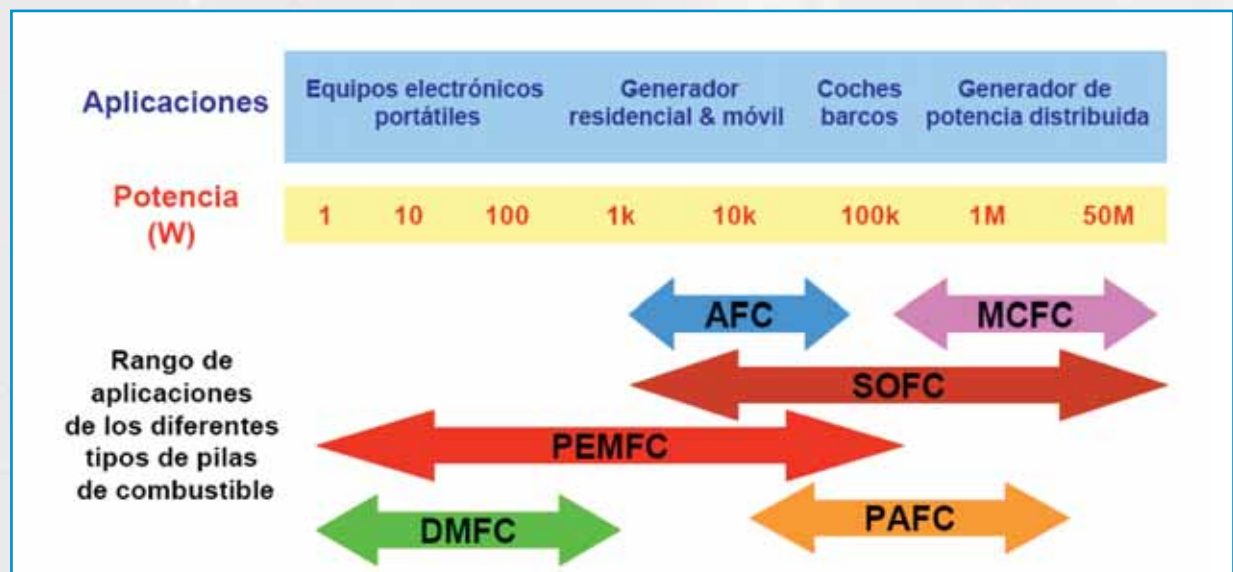 Aplicaciones
Equipos electrónicos
portátiles
Generador
residencial & móvil
Coches
barcos
Generador de
potencia distribuida
Potencia
(W)
1 10 100 1k 10k 100k 1M 50M
Rango de
aplicaciones
de los diferentes
tipos de pilas
de combustible
AFC
MCFC
SOFC
PEMFC
DMFC
PAFC